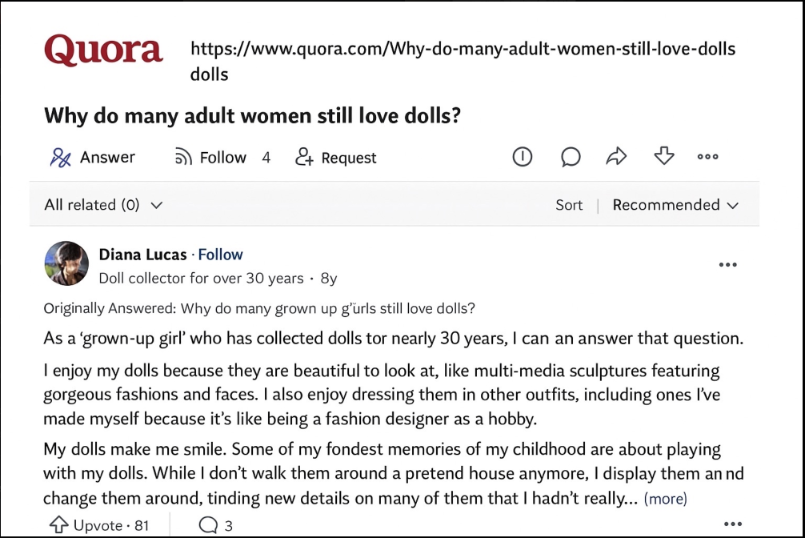 Quora
https://www.quora.com/Why-do-many-adult-women-still-love-dolls
dolls
Why do many adult women still love dolls?
Answer Follow 4 Request
All related (0) Sort | Recommended
Diana Lucas · Follow
Doll collector for over 30 years · 8y
Originally Answered: Why do many grown up g'ürls still love dolls?
As a ‘grown-up girl’ who has collected dolls tor nearly 30 years, I can an answer that question.
I enjoy my dolls because they are beautiful to look at, like multi-media sculptures featuring
gorgeous fashions and faces. I also enjoy dressing them in other outfits, including ones I’ve
made myself because it’s like being a fashion designer as a hobby.
My dolls make me smile. Some of my fondest memories of my childhood are about playing
with my dolls. While I don’t walk them around a pretend house anymore, I display them an nd
change them around, tinding new details on many of them that I hadn’t really... (more)
Upvote · 81 3